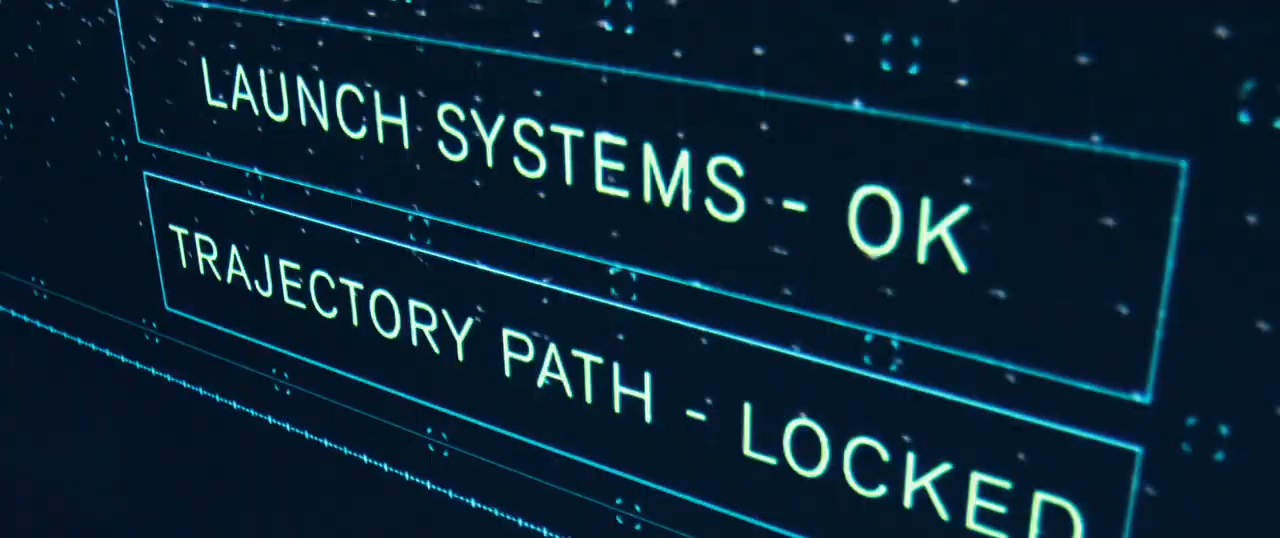 LAUNCH SYSTEMS - OK
TRAJECTORY PATH - LOCKED